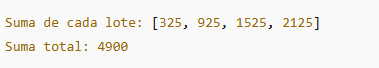 Suma de cada lote: [325, 925, 1525, 2125]
Suma total: 4900